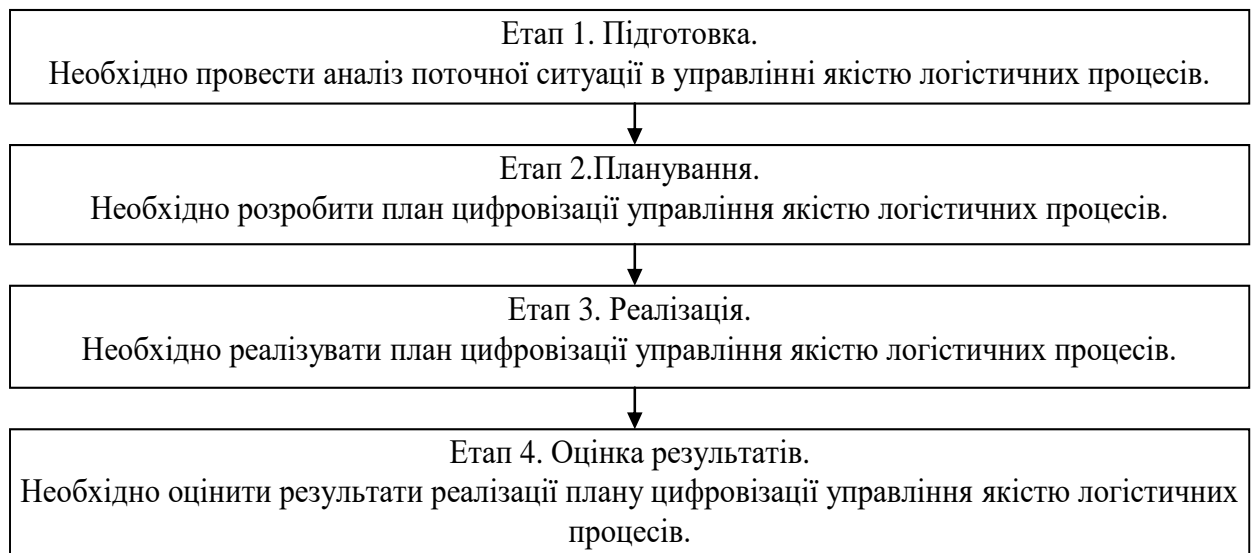 Етап 1. Підготовка.
Необхідно провести аналіз поточної ситуації в управлінні якістю логістичних процесів.
Етап 2.Планування.
Необхідно розробити план цифровізації управління якістю логістичних процесів.
Етап 3. Реалізація.
Необхідно реалізувати план цифровізації управління якістю логістичних процесів.
Етап 4. Оцінка результатів.
Необхідно оцінити результати реалізації плану цифровізації управління якістю логістичних
процесів.